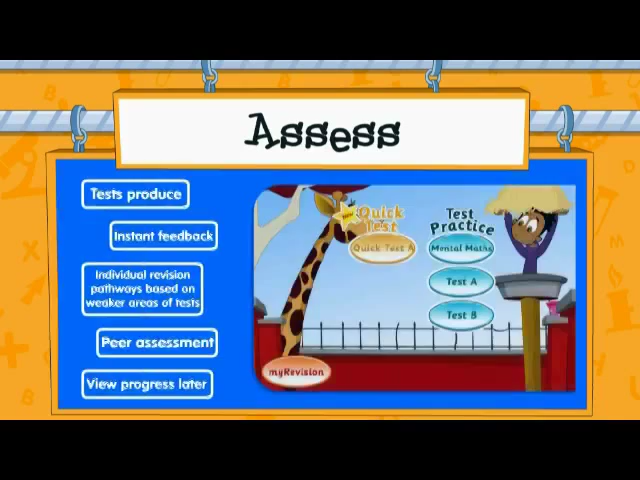 Assess
Tests produce
Instant feedback
Individual revision
pathways based on
weaker areas of tests
Peer assessment
View progress later
Quick
Test
Quick Test A
Test
Practice
Mental Maths
Test A
Test B
myRevision